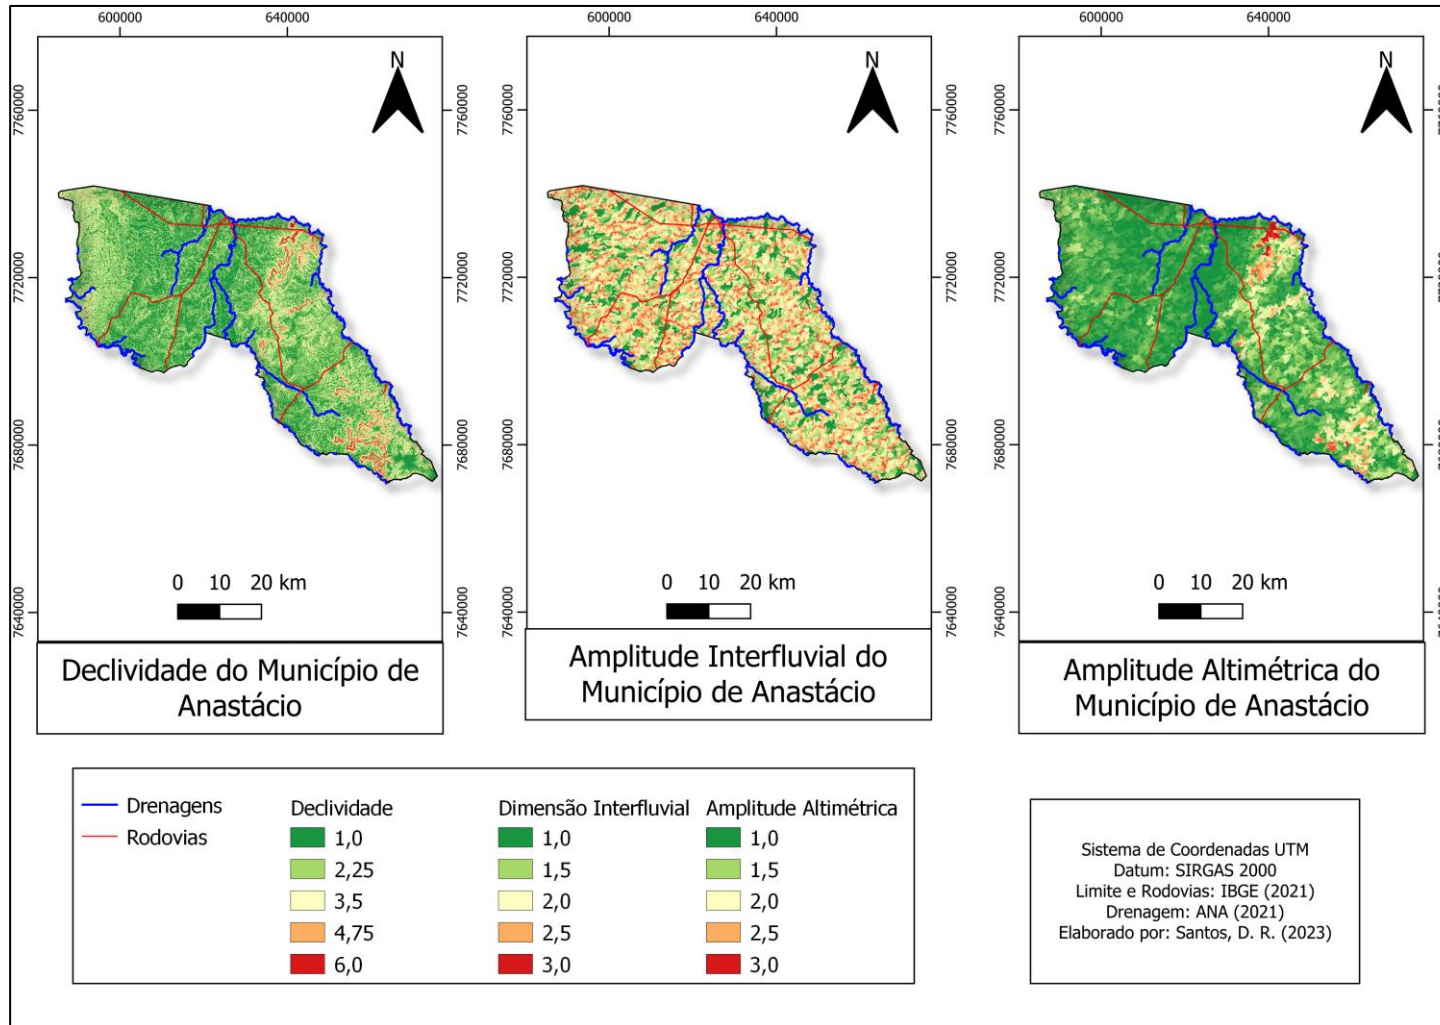 600000
640000
600000
640000
600000
640000
N
N
N
7760000
7760000
7760000
7760000
7720000
7720000
7720000
7720000
7680000
7680000
7680000
7680000
7640000
7640000
7640000
7640000
0 10 20 km
0 10 20 km
0 10 20 km
Declividade do Município de
Anastácio
Amplitude Interfluvial do
Município de Anastácio
Amplitude Altimétrica do
Município de Anastácio
Drenagens
Rodovias
Declividade
1,0
2,25
3,5
4,75
6,0
Dimensão Interfluvial
1,0
1,5
2,0
2,5
3,0
Amplitude Altimétrica
1,0
1,5
2,0
2,5
3,0
Sistema de Coordenadas UTM
Datum: SIRGAS 2000
Limite e Rodovias: IBGE (2021)
Drenagem: ANA (2021)
Elaborado por: Santos, D. R. (2023)